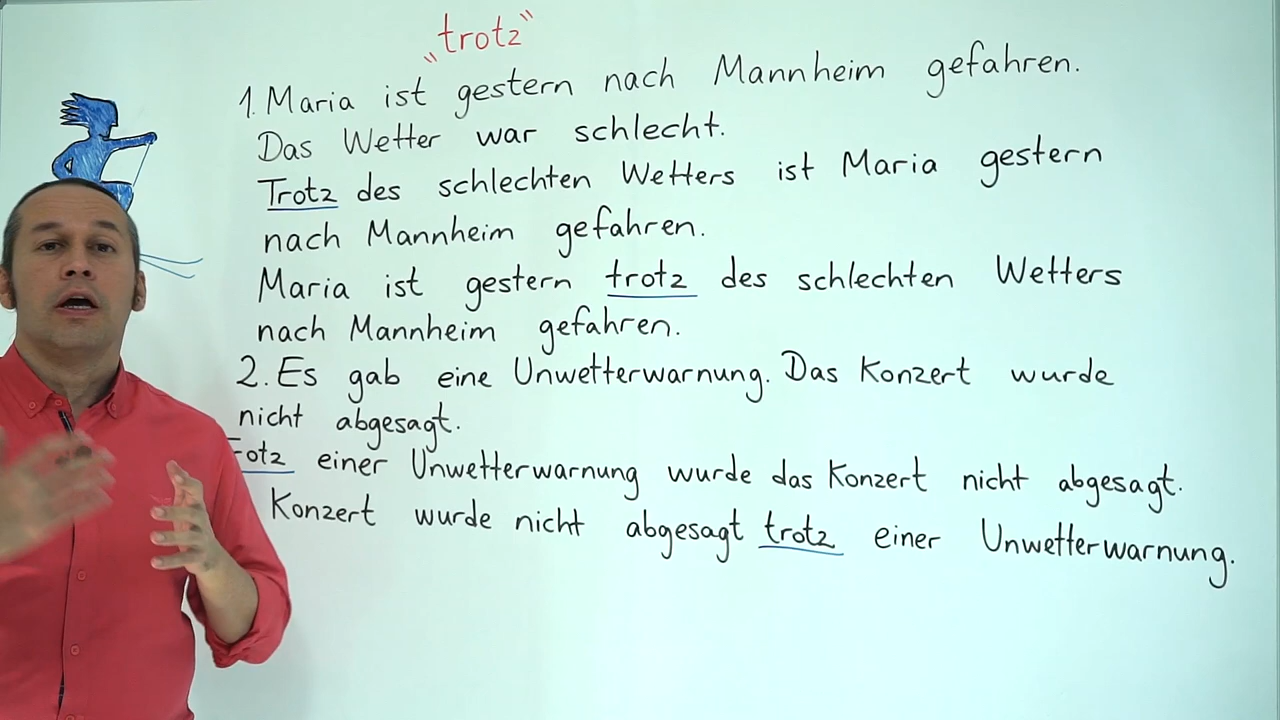 "trotz"
1. Maria ist gestern nach Mannheim gefahren.
Das Wetter war schlecht.
Trotz des schlechten Wetters ist Maria gestern
nach Mannheim gefahren.
Maria ist gestern trotz des schlechten Wetters
nach Mannheim gefahren.
2. Es gab eine Unwetterwarnung. Das Konzert wurde
nicht abgesagt.
otz einer Unwetterwarnung wurde das Konzert nicht abgesagt.
Konzert wurde nicht abgesagt trotz einer Unwetterwarnung.